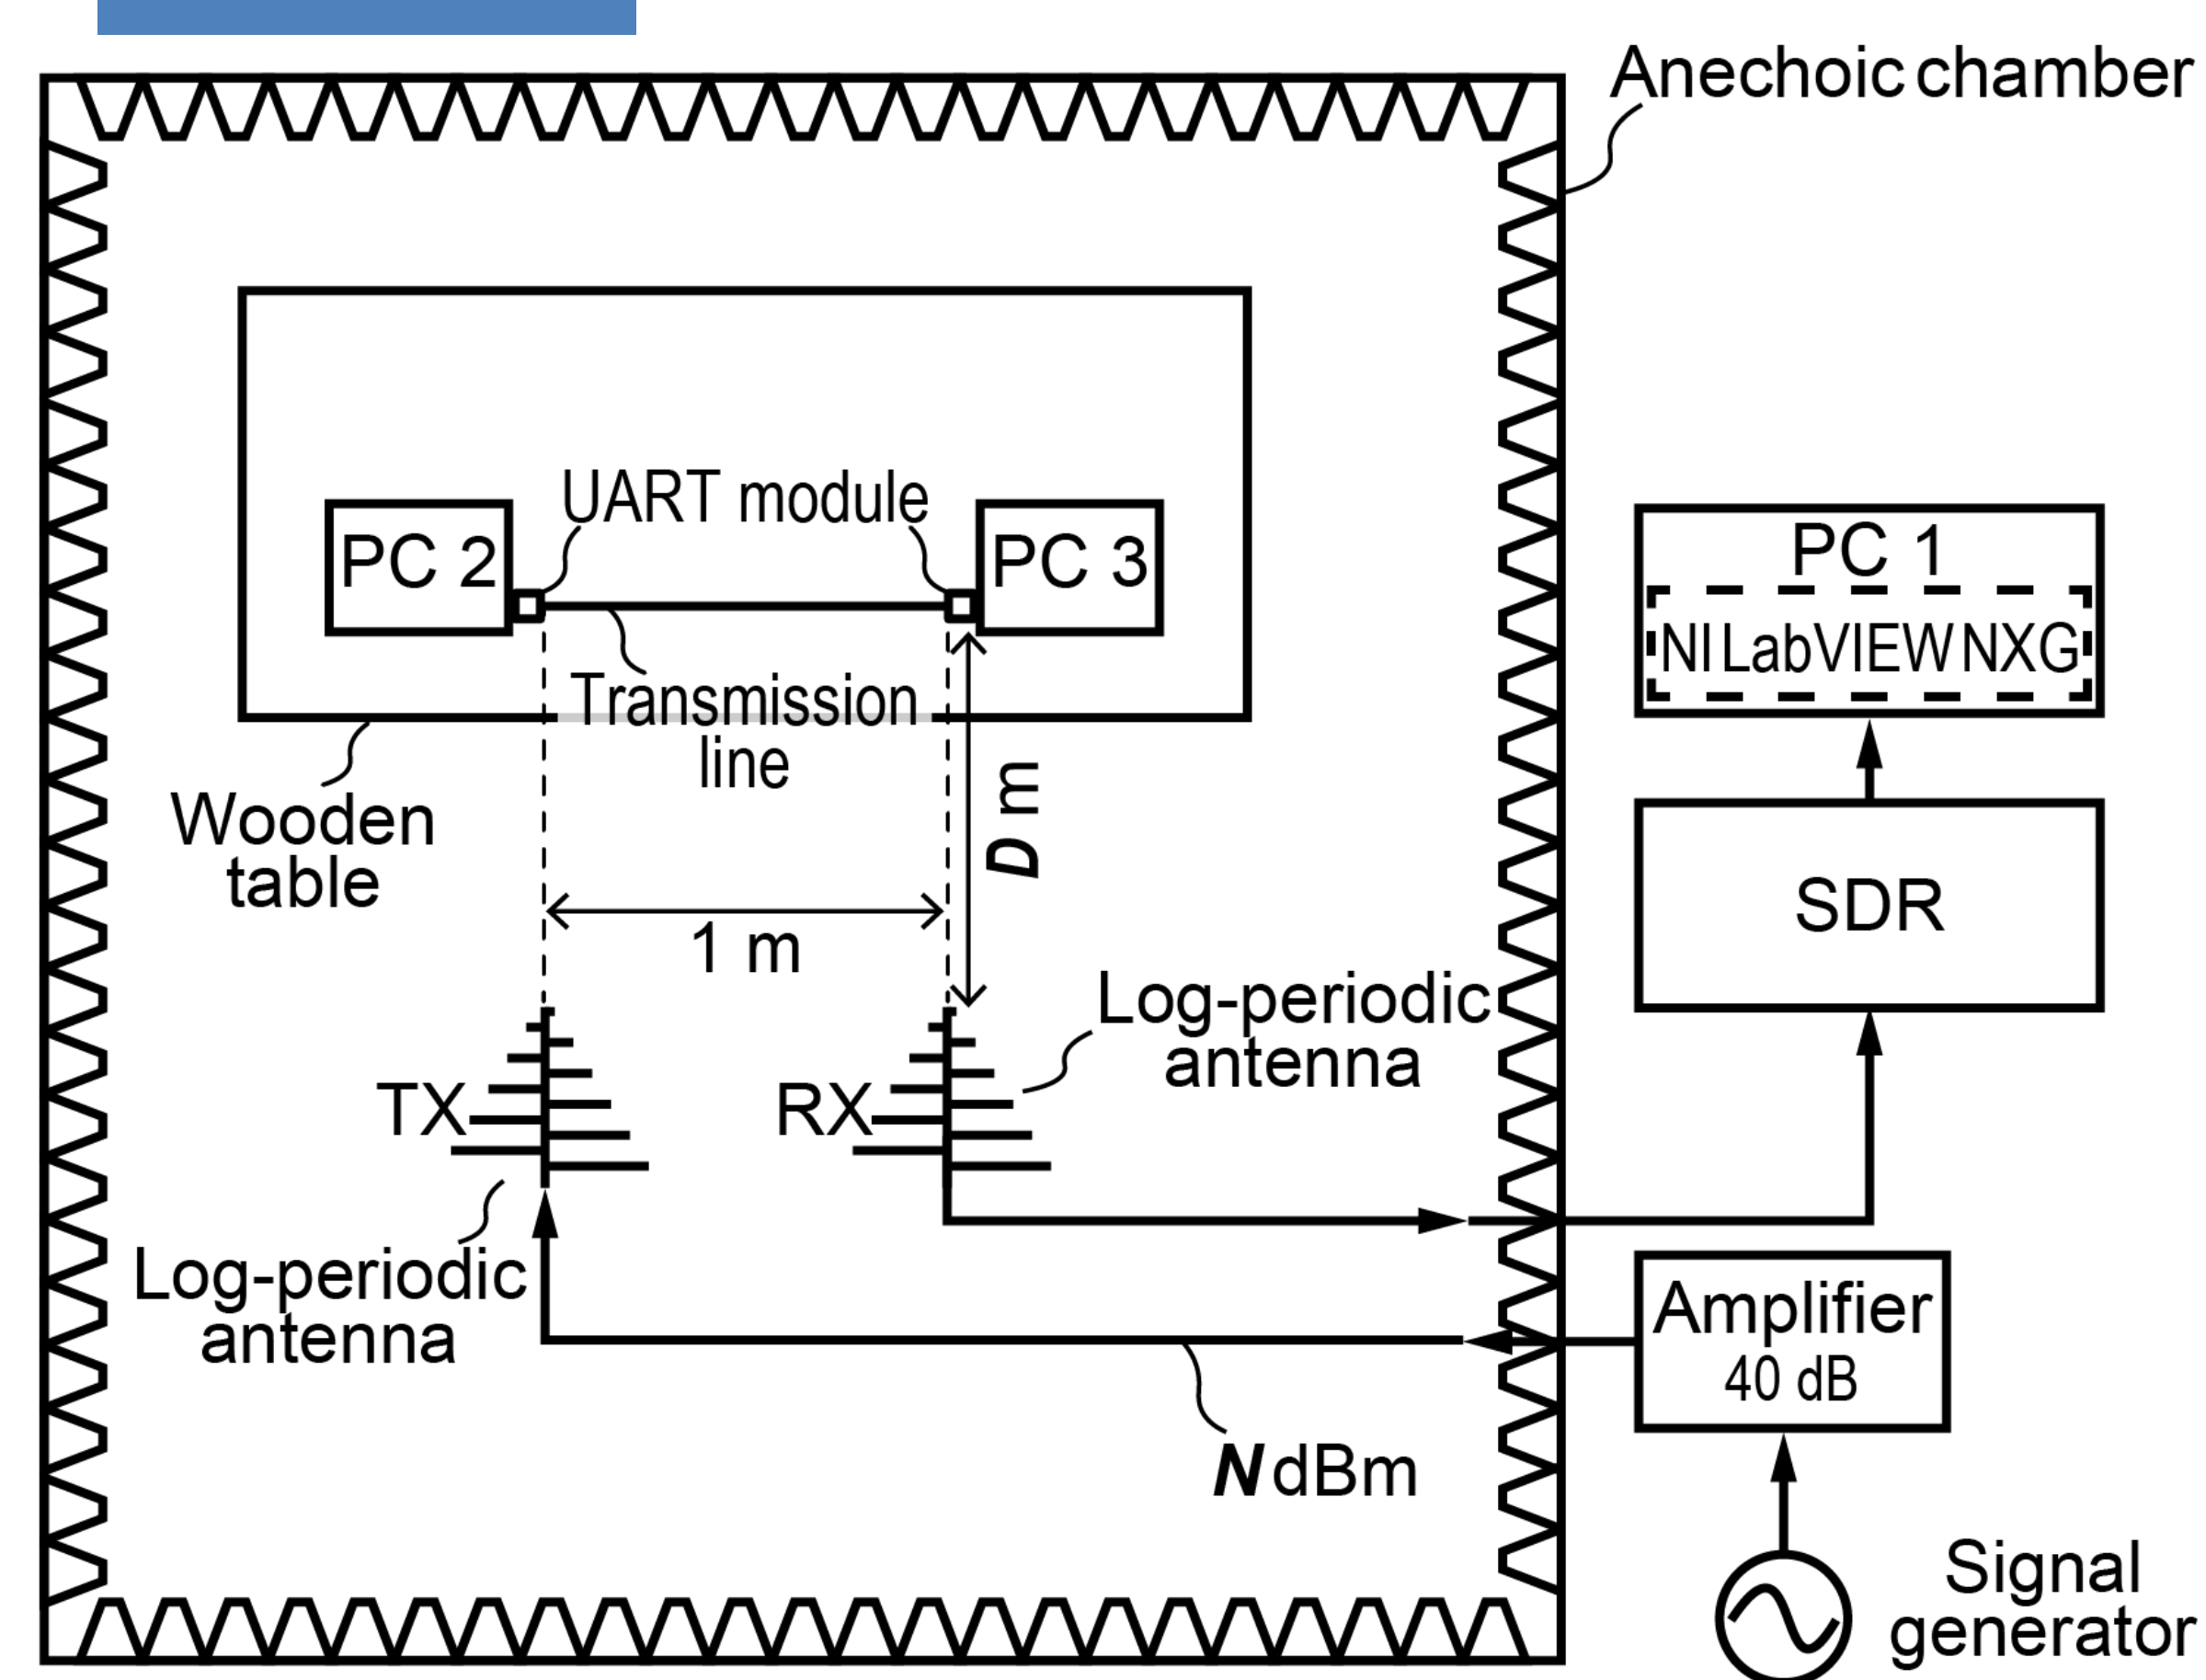 Anechoic chamber
UART module
PC 2
PC 3
PC 1
NI LabVIEW NXG
Transmission
line
D m
Wooden
table
SDR
1 m
Log-periodic
antenna
TX
RX
Log-periodic
antenna
Amplifier
40 dB
N dBm
Signal
generator